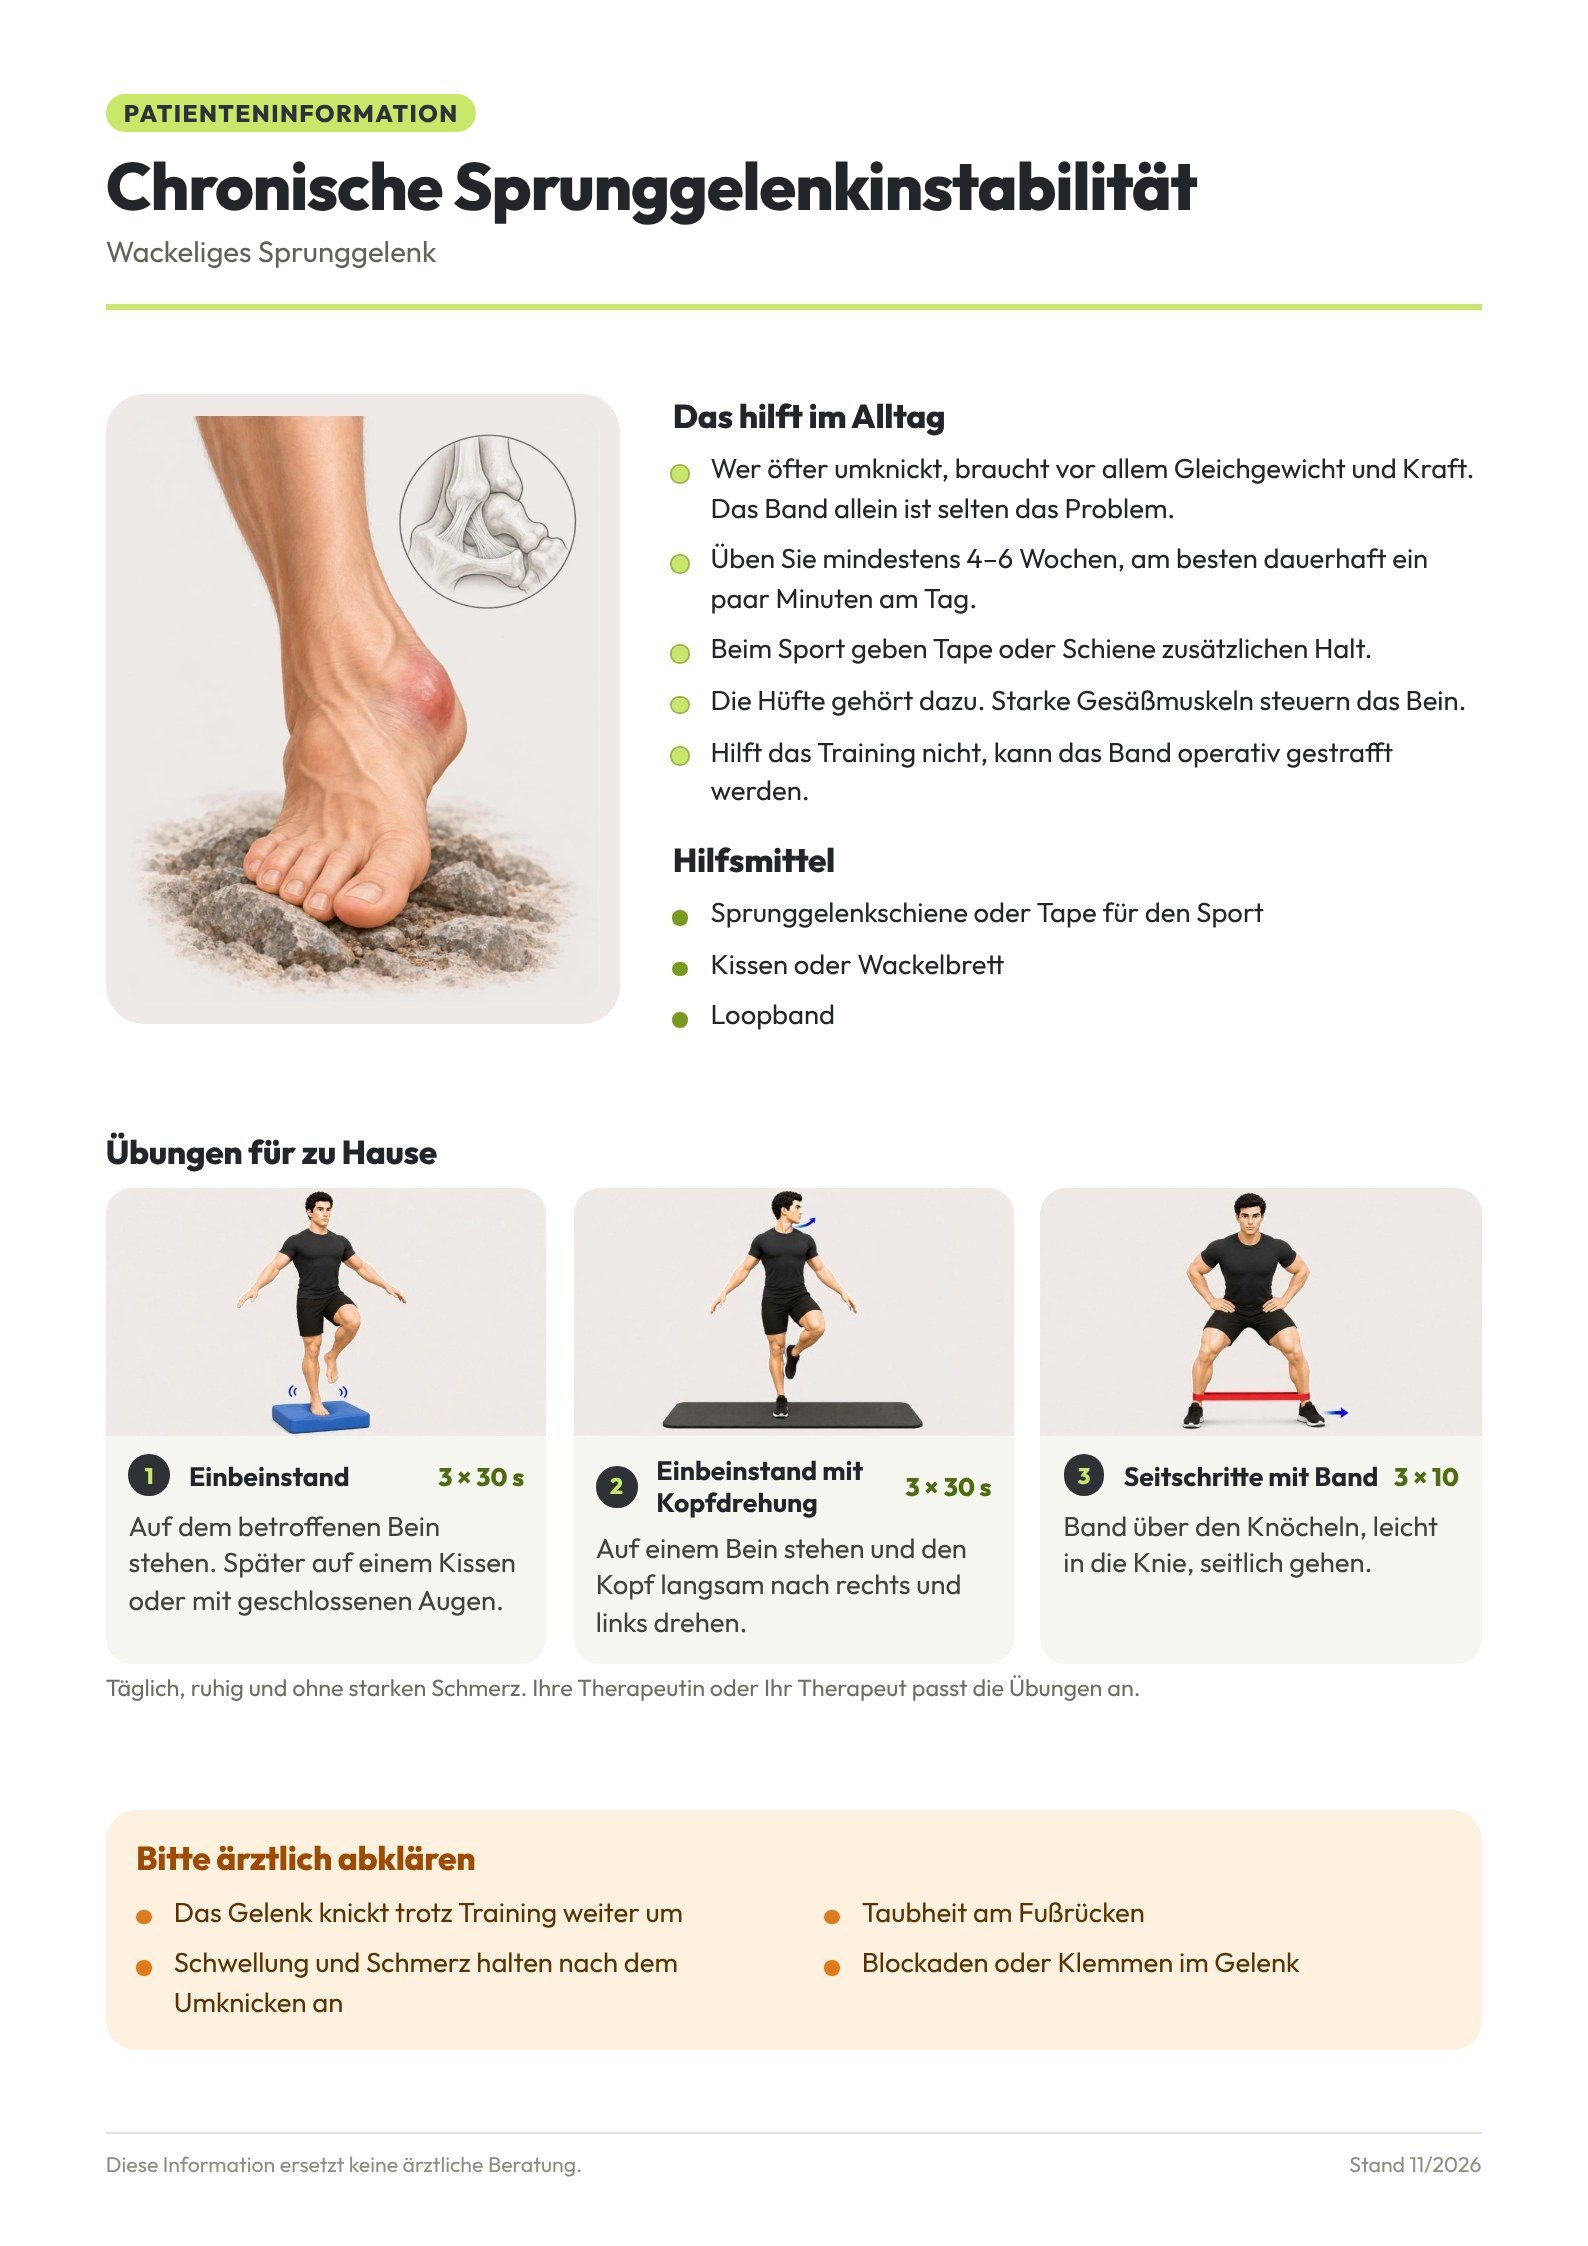 PATIENTENINFORMATION
Chronische Sprunggelenkinstabilität
Wackeliges Sprunggelenk
Das hilft im Alltag
Wer öfter umknickt, braucht vor allem Gleichgewicht und Kraft.
Das Band allein ist selten das Problem.
Üben Sie mindestens 4–6 Wochen, am besten dauerhaft ein
paar Minuten am Tag.
Beim Sport geben Tape oder Schiene zusätzlichen Halt.
Die Hüfte gehört dazu. Starke Gesäßmuskeln steuern das Bein.
Hilft das Training nicht, kann das Band operativ gestrafft
werden.
Hilfsmittel
Sprunggelenkschiene oder Tape für den Sport
Kissen oder Wackelbrett
Loopband
Übungen für zu Hause
1 Einbeinstand 3 × 30 s
Auf dem betroffenen Bein
stehen. Später auf einem Kissen
oder mit geschlossenen Augen.
2 Einbeinstand mit
Kopfdrehung 3 × 30 s
Auf einem Bein stehen und den
Kopf langsam nach rechts und
links drehen.
3 Seitschritte mit Band 3 × 10
Band über den Knöcheln, leicht
in die Knie, seitlich gehen.
Täglich, ruhig und ohne starken Schmerz. Ihre Therapeutin oder Ihr Therapeut passt die Übungen an.
Bitte ärztlich abklären
Das Gelenk knickt trotz Training weiter um
Schwellung und Schmerz halten nach dem
Umknicken an
Taubheit am Fußrücken
Blockaden oder Klemmen im Gelenk
Diese Information ersetzt keine ärztliche Beratung.
Stand 11/2026